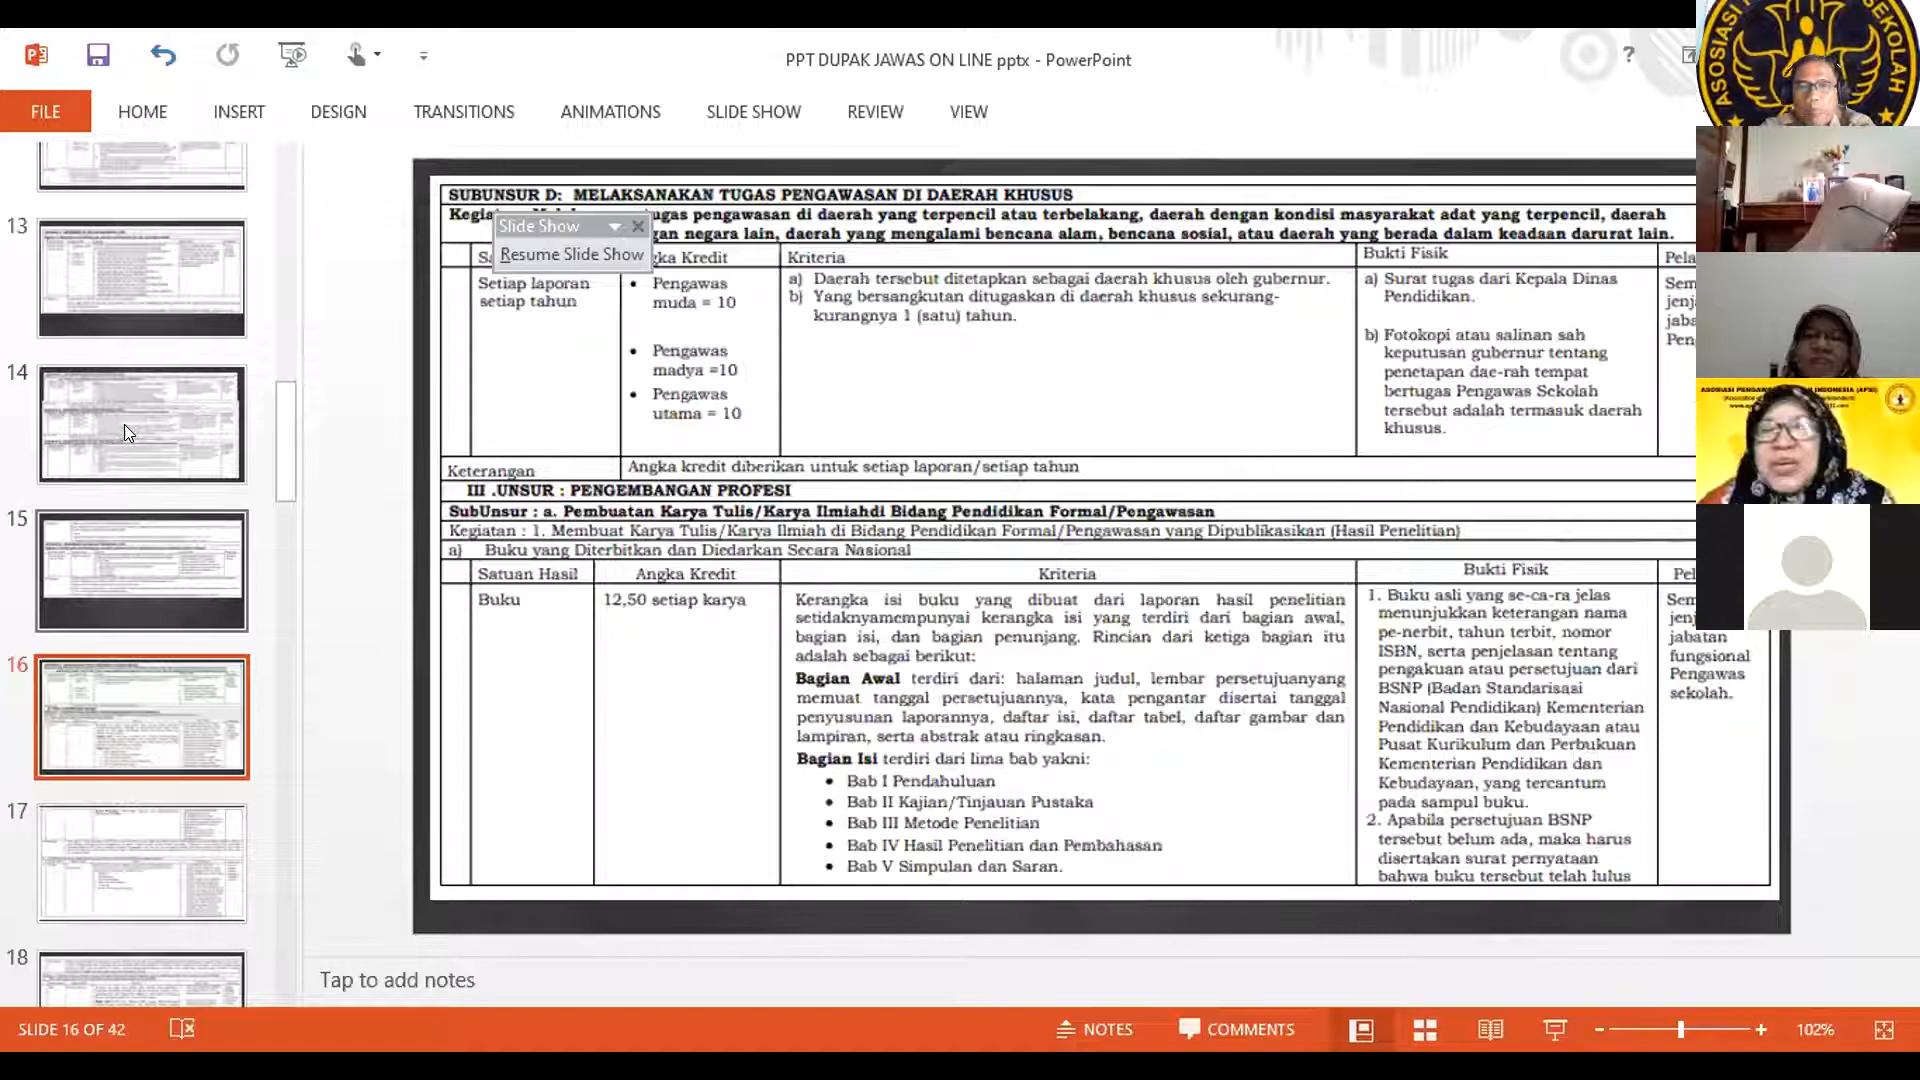 PPT DUPAK JAWAS ON LINE pptx - PowerPoint
?
FILE HOME INSERT DESIGN TRANSITIONS ANIMATIONS SLIDE SHOW REVIEW VIEW
13
14
15
16
17
18
SUBUNSUR D: MELAKSANAKAN TUGAS PENGAWASAN DI DAERAH KHUSUS
tugas pengawasan di daerah yang terpencil atau terbelakang, daerah dengan kondisi masyarakat adat yang terpencil, daerah
gan negara lain, daerah yang mengalami bencana alam, bencana sosial, atau daerah yang berada dalam keadaan darurat lain.
Slide Show
Resume Slide Show
Kredit
Kriteria
Bukti Fisik
Setiap laporan
setiap tahun
• Pengawas
muda = 10
• Pengawas
madya =10
• Pengawas
utama = 10
a) Daerah tersebut ditetapkan sebagai daerah khusus oleh gubernur.
b) Yang bersangkutan ditugaskan di daerah khusus sekurang-
kurangnya 1 (satu) tahun.
a) Surat tugas dari Kepala Dinas
Pendidikan.
b) Fotokopi atau salinan sah
keputusan gubernur tentang
penetapan dae-rah tempat
bertugas Pengawas Sekolah
tersebut adalah termasuk daerah
khusus.
Keterangan
Angka kredit diberikan untuk setiap laporan/setiap tahun
III .UNSUR : PENGEMBANGAN PROFESI
SubUnsur : a. Pembuatan Karya Tulis/Karya Ilmiahdi Bidang Pendidikan Formal/Pengawasan
Kegiatan : 1. Membuat Karya Tulis/Karya Ilmiah di Bidang Pendidikan Formal/Pengawasan yang Dipublikasikan (Hasil Penelitian)
a) Buku yang Diterbitkan dan Diedarkan Secara Nasional
Satuan Hasil
Angka Kredit
Kriteria
Bukti Fisik
Pel
Buku
12,50 setiap karya
Kerangka isi buku yang dibuat dari laporan hasil penelitian
setidaknyamempunyai kerangka isi yang terdiri dari bagian awal,
bagian isi, dan bagian penunjang. Rincian dari ketiga bagian itu
adalah sebagai berikut:
Bagian Awal terdiri dari: halaman judul, lembar persetujuanyang
memuat tanggal persetujuannya, kata pengantar disertai tanggal
penyusunan laporannya, daftar isi, daftar tabel, daftar gambar dan
lampiran, serta abstrak atau ringkasan.
Bagian Isi terdiri dari lima bab yakni:
• Bab I Pendahuluan
• Bab II Kajian/Tinjauan Pustaka
• Bab III Metode Penelitian
• Bab IV Hasil Penelitian dan Pembahasan
• Bab V Simpulan dan Saran.
1. Buku asli yang se-ca-ra jelas
menunjukkan keterangan nama
pe-nerbit, tahun terbit, nomor
ISBN, serta penjelasan tentang
pengakuan atau persetujuan dari
BSNP (Badan Standarisasi
Nasional Pendidikan) Kementerian
Pendidikan dan Kebudayaan atau
Pusat Kurikulum dan Perbukuan
Kementerian Pendidikan dan
Kebudayaan, yang tercantum
pada sampul buku.
2. Apabila persetujuan BSNP
tersebut belum ada, maka harus
disertakan surat pernyataan
bahwa buku tersebut telah lulus
Sem
jenj
jabatan
fungsional
Pengawas
sekolah.
Tap to add notes
SLIDE 16 OF 42 NOTES COMMENTS 102%